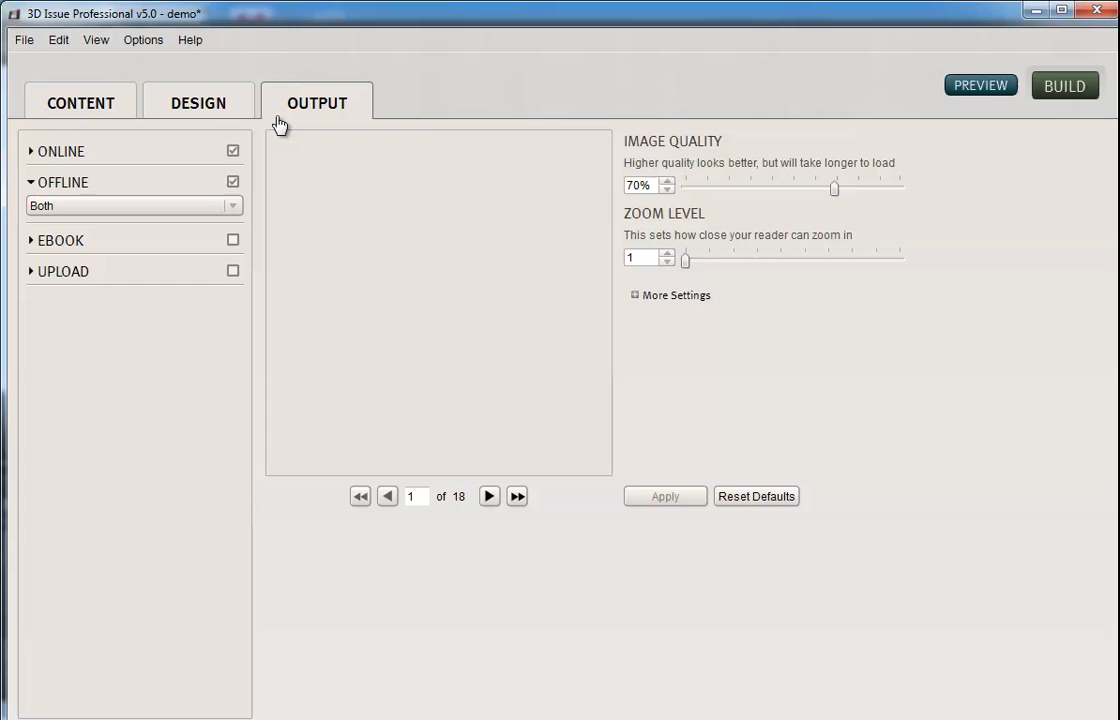 3D Issue Professional v5.0 - demo*
File Edit View Options Help
CONTENT DESIGN OUTPUT PREVIEW BUILD
ONLINE
OFFLINE
Both
EBOOK
UPLOAD
IMAGE QUALITY
Higher quality looks better, but will take longer to load
70%
ZOOM LEVEL
This sets how close your reader can zoom in
1
More Settings
1 of 18
Apply Reset Defaults